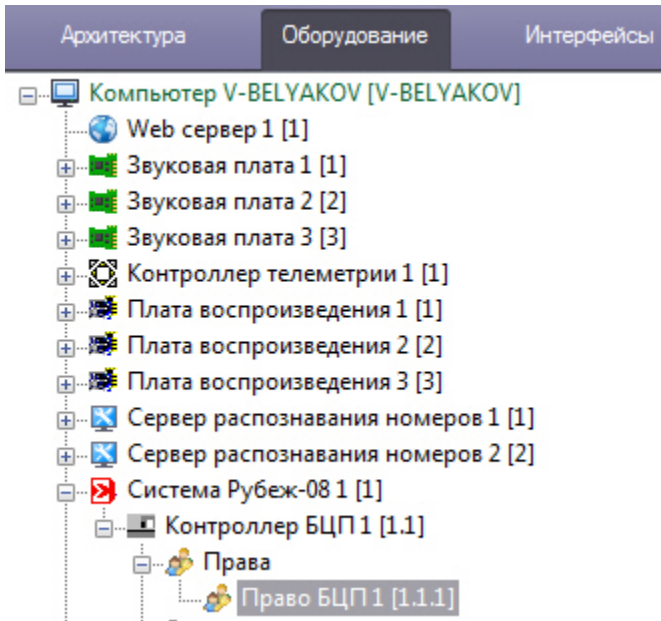 Архитектура Оборудование Интерфейсы
Компьютер V-BELYAKOV [V-BELYAKOV]
Web сервер 1 [1]
Звуковая плата 1 [1]
Звуковая плата 2 [2]
Звуковая плата 3 [3]
Контроллер телеметрии 1 [1]
Плата воспроизведения 1 [1]
Плата воспроизведения 2 [2]
Плата воспроизведения 3 [3]
Сервер распознавания номеров 1 [1]
Сервер распознавания номеров 2 [2]
Система Рубеж-08 1 [1]
Контроллер БЦП 1 [1.1]
Права
Право БЦП 1 [1.1.1]